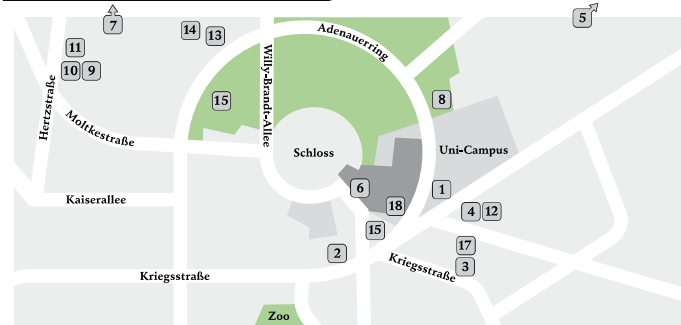 7
5
14
13
11
Adenauerring
10
9
Willy-Brandt-Allee
15
8
Hertzstraße
Moltkestraße
Schloss
Uni-Campus
6
1
Kaiserallee
18
4
12
15
17
2
Kriegsstraße
3
Kriegsstraße
Zoo